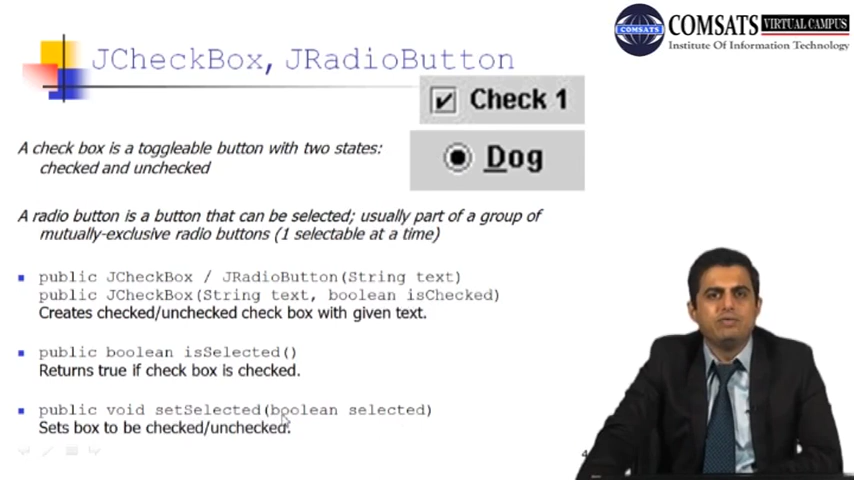 COMSATS VIRTUAL CAMPUS
COMSATS
Institute Of Information Technology
JCheckBox, JRadioButton
Check 1
Dog
A check box is a toggleable button with two states:
checked and unchecked
A radio button is a button that can be selected; usually part of a group of
mutually-exclusive radio buttons (1 selectable at a time)
public JCheckBox / JRadioButton(String text)
public JCheckBox(String text, boolean isChecked)
Creates checked/unchecked check box with given text.
public boolean isSelected()
Returns true if check box is checked.
public void setSelected(boolean selected)
Sets box to be checked/unchecked.
4